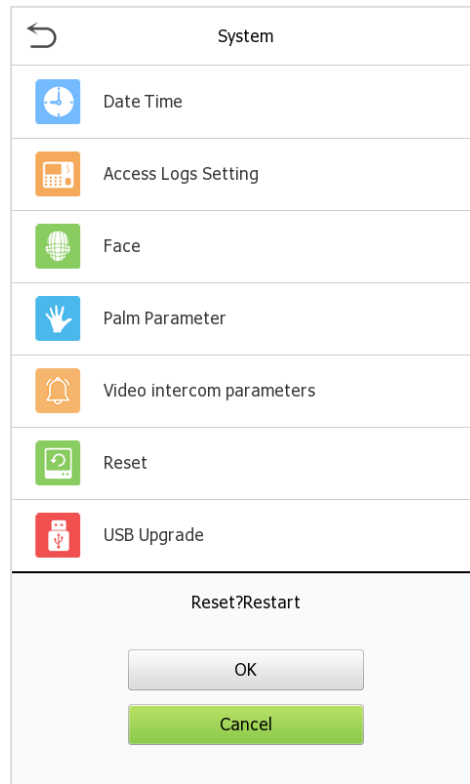 System
Date Time
Access Logs Setting
Face
Palm Parameter
Video intercom parameters
Reset
USB Upgrade
Reset?Restart
OK
Cancel